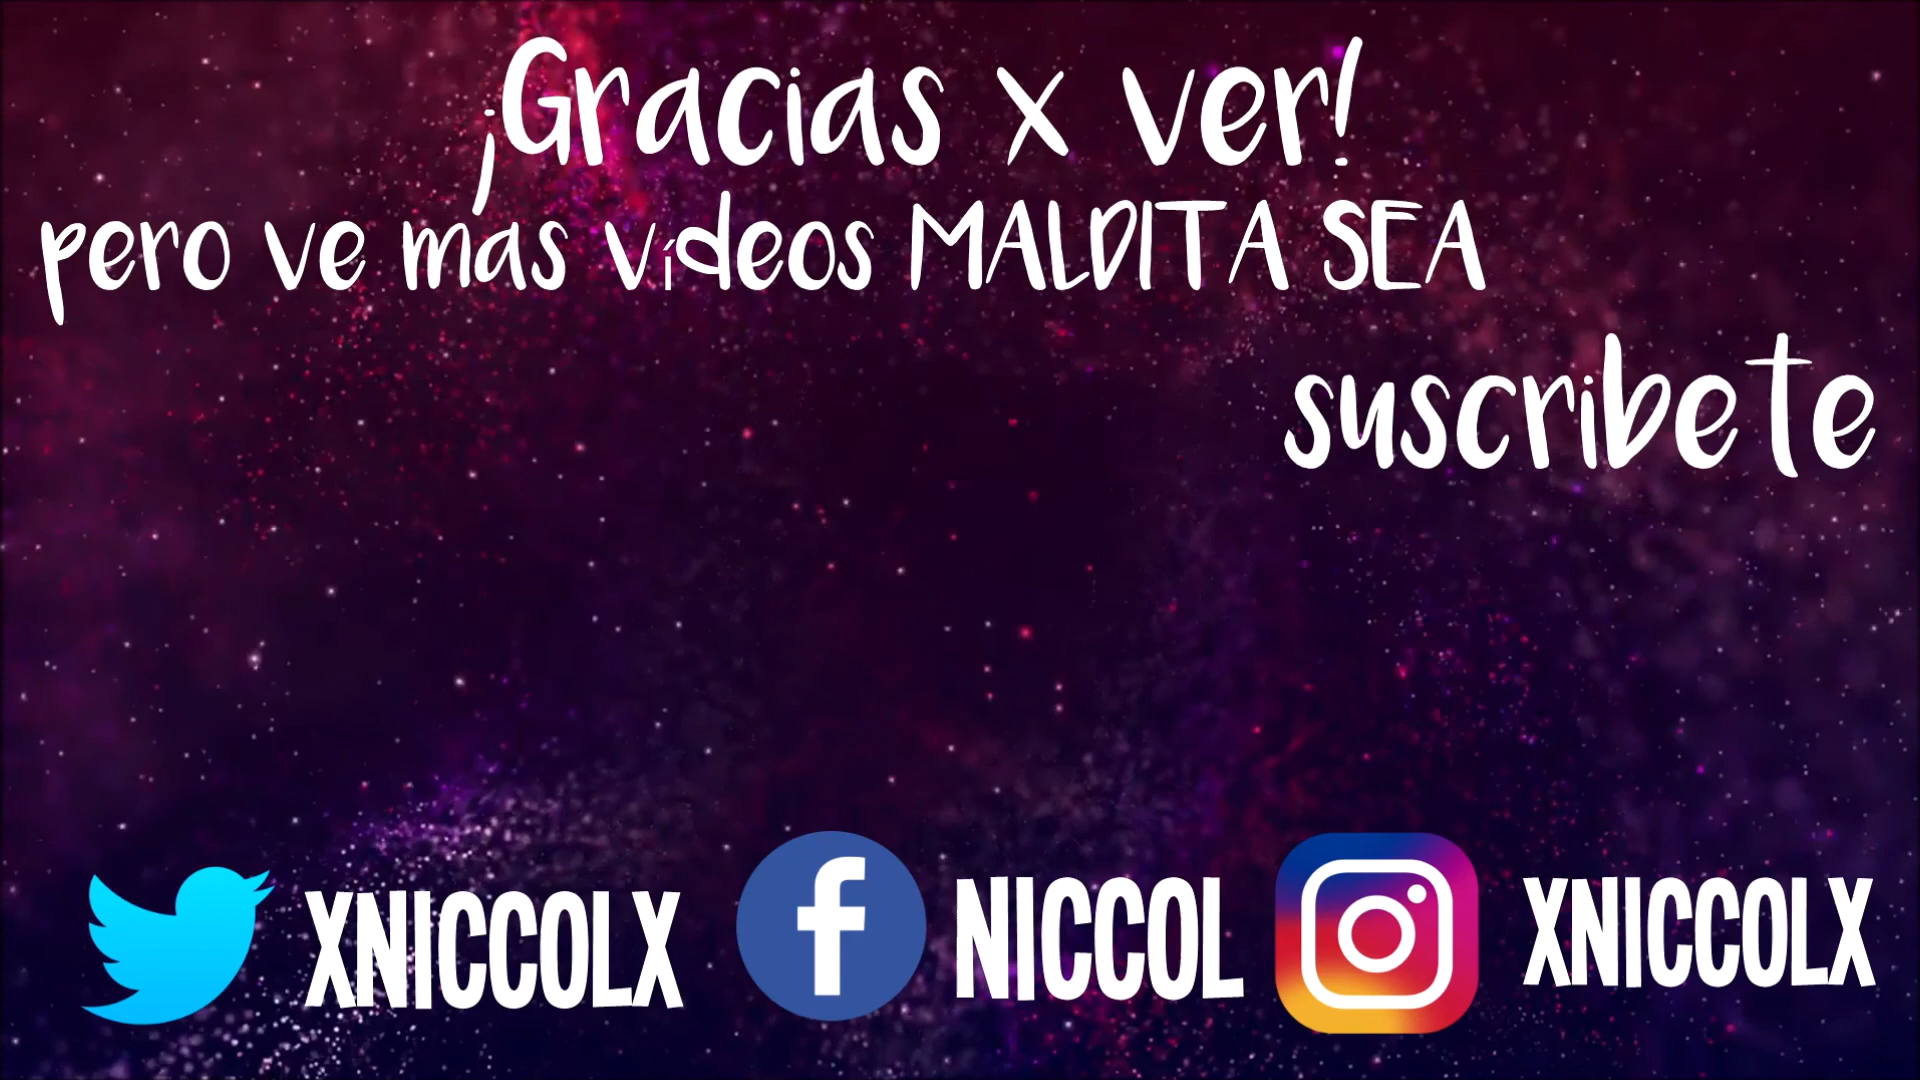 ¡Gracias x ver!
pero ve mas vídeos MALDITA SEA
suscribete
XNICCOLX
NICCOL
XNICCOLX